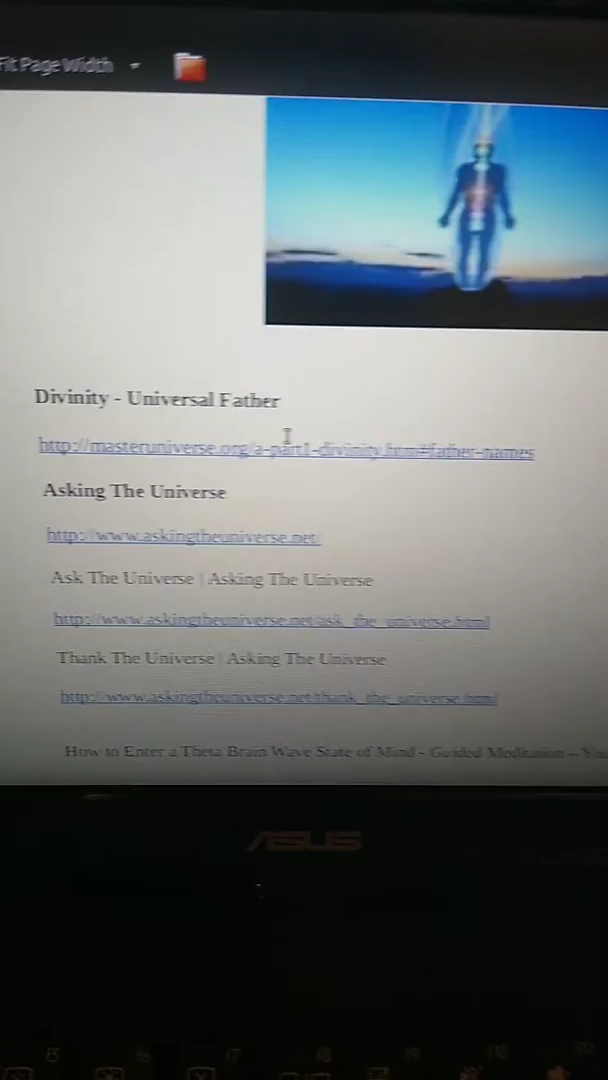 Fit Page Width
Divinity - Universal Father
http://masteruniverse.org/a-part1-divinity.htm#father-names
Asking The Universe
http://www.askingtheuniverse.net/
Ask The Universe | Asking The Universe
http://www.askingtheuniverse.net/ask_the_universe.html
Thank The Universe | Asking The Universe
http://www.askingtheuniverse.net/thank_the_universe.html
How to Enter a Theta Brain Wave State of Mind - Guided Meditation –
ASUS